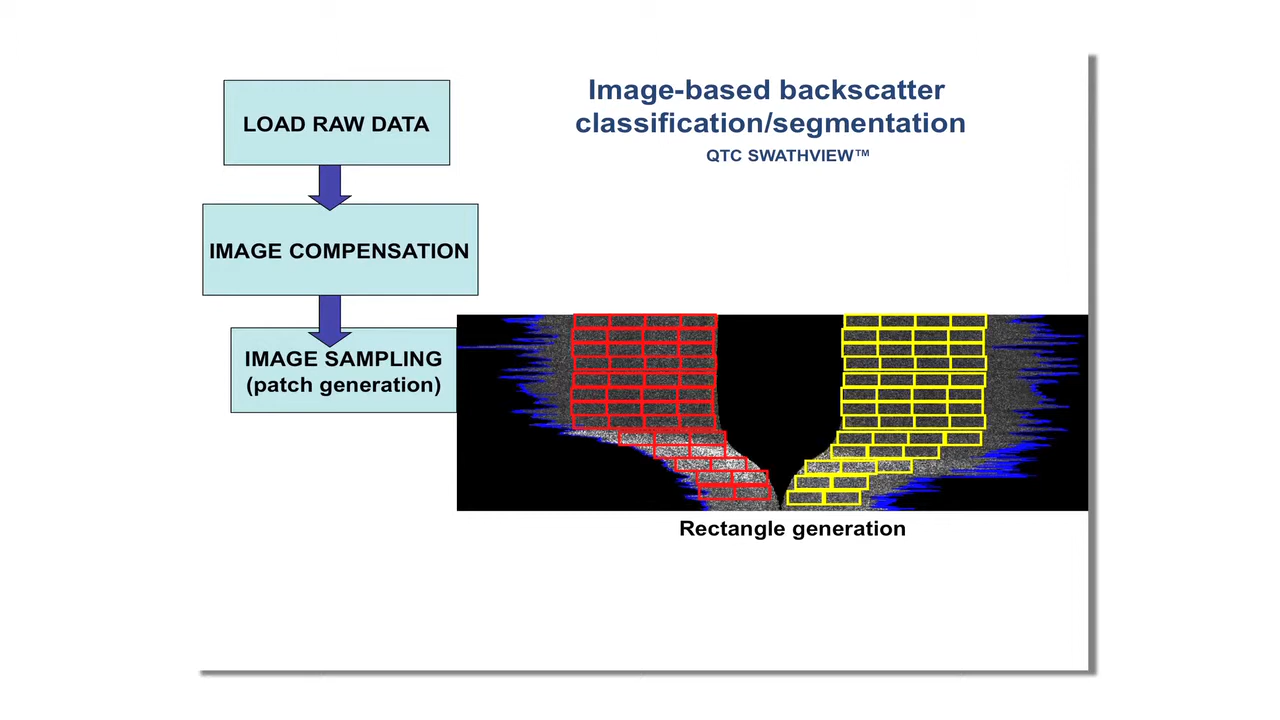 Image-based backscatter
classification/segmentation
QTC SWATHVIEW™
LOAD RAW DATA
IMAGE COMPENSATION
IMAGE SAMPLING
(patch generation)
Rectangle generation